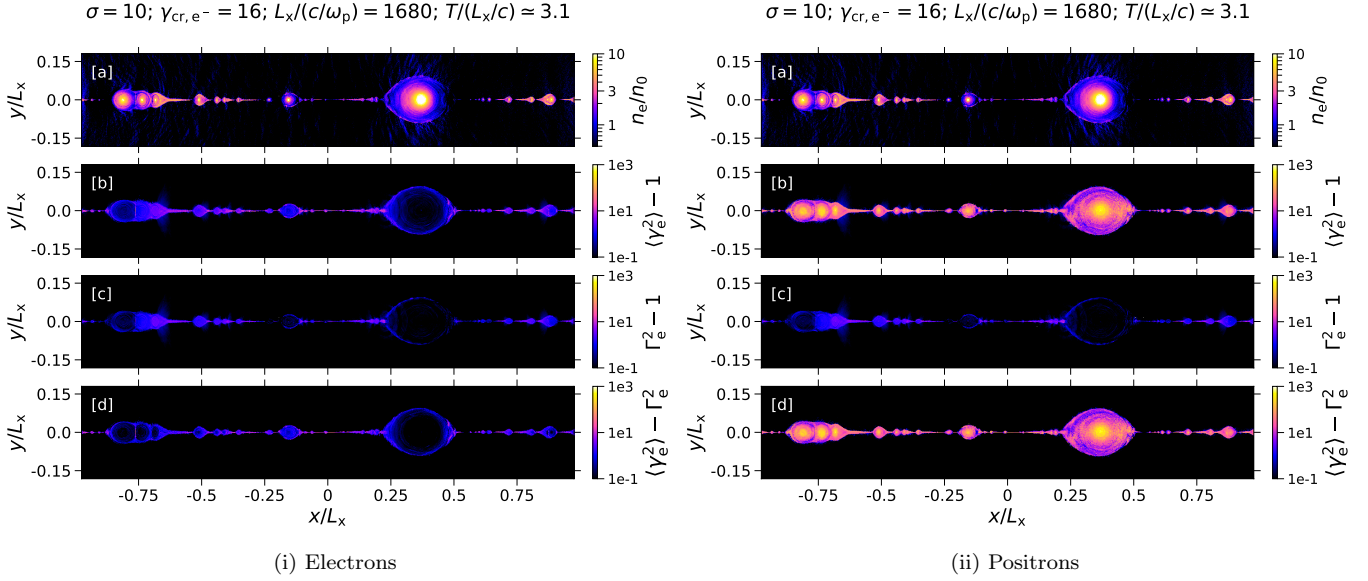 σ = 10; γcr, e⁻ = 16; Lx/(c/ωp) = 1680; T/(Lx/c) ≃ 3.1
0.15
0.0
-0.15
y/Lx
[a]
10
3
1
ne/n0
0.15
0.0
-0.15
y/Lx
[b]
1e3
1e1
1e-1
⟨γe²⟩ − 1
0.15
0.0
-0.15
y/Lx
[c]
1e3
1e1
1e-1
Γe² − 1
0.15
0.0
-0.15
y/Lx
[d]
1e3
1e1
1e-1
⟨γe²⟩ − Γe²
-0.75 -0.5 -0.25 0 0.25 0.5 0.75
x/Lx
(i) Electrons
σ = 10; γcr, e⁻ = 16; Lx/(c/ωp) = 1680; T/(Lx/c) ≃ 3.1
0.15
0.0
-0.15
y/Lx
[a]
10
3
1
ne/n0
0.15
0.0
-0.15
y/Lx
[b]
1e3
1e1
1e-1
⟨γe²⟩ − 1
0.15
0.0
-0.15
y/Lx
[c]
1e3
1e1
1e-1
Γe² − 1
0.15
0.0
-0.15
y/Lx
[d]
1e3
1e1
1e-1
⟨γe²⟩ − Γe²
-0.75 -0.5 -0.25 0 0.25 0.5 0.75
x/Lx
(ii) Positrons